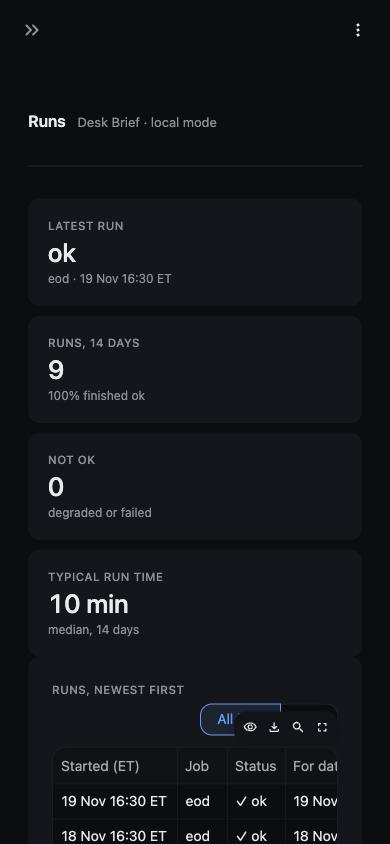 Runs Desk Brief · local mode
LATEST RUN
ok
eod · 19 Nov 16:30 ET
RUNS, 14 DAYS
9
100% finished ok
NOT OK
0
degraded or failed
TYPICAL RUN TIME
10 min
median, 14 days
RUNS, NEWEST FIRST
All
Started (ET) Job Status For dat
19 Nov 16:30 ET eod ✓ ok 19 Nov
18 Nov 16:30 ET eod ✓ ok 18 Nov